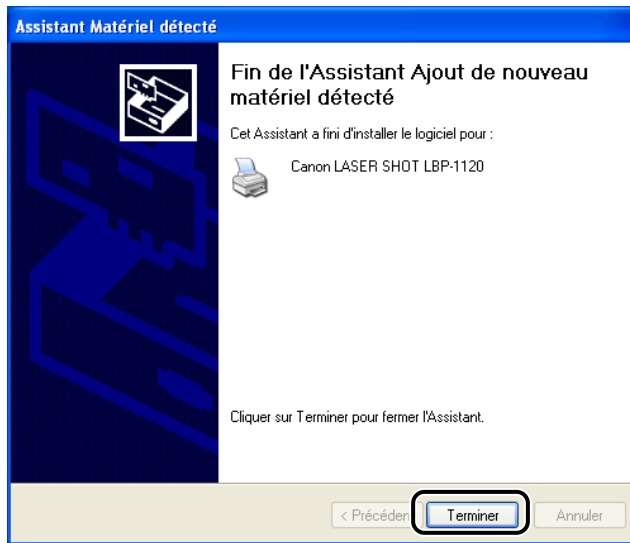 Assistant Matériel détecté
Fin de l'Assistant Ajout de nouveau
matériel détecté
Cet Assistant a fini d'installer le logiciel pour :
Canon LASER SHOT LBP-1120
Cliquer sur Terminer pour fermer l'Assistant.
< Précéden Terminer Annuler